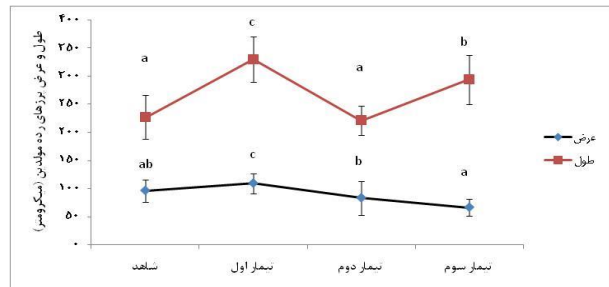 طول و عرض پرزهای رده مولدین (میکرومتر)
۴۰۰
۳۵۰
۳۰۰
۲۵۰
۲۰۰
۱۵۰
۱۰۰
۵۰
۰
a
c
a
b
ab
c
b
a
عرض
طول
شاهد
تیمار اول
تیمار دوم
تیمار سوم